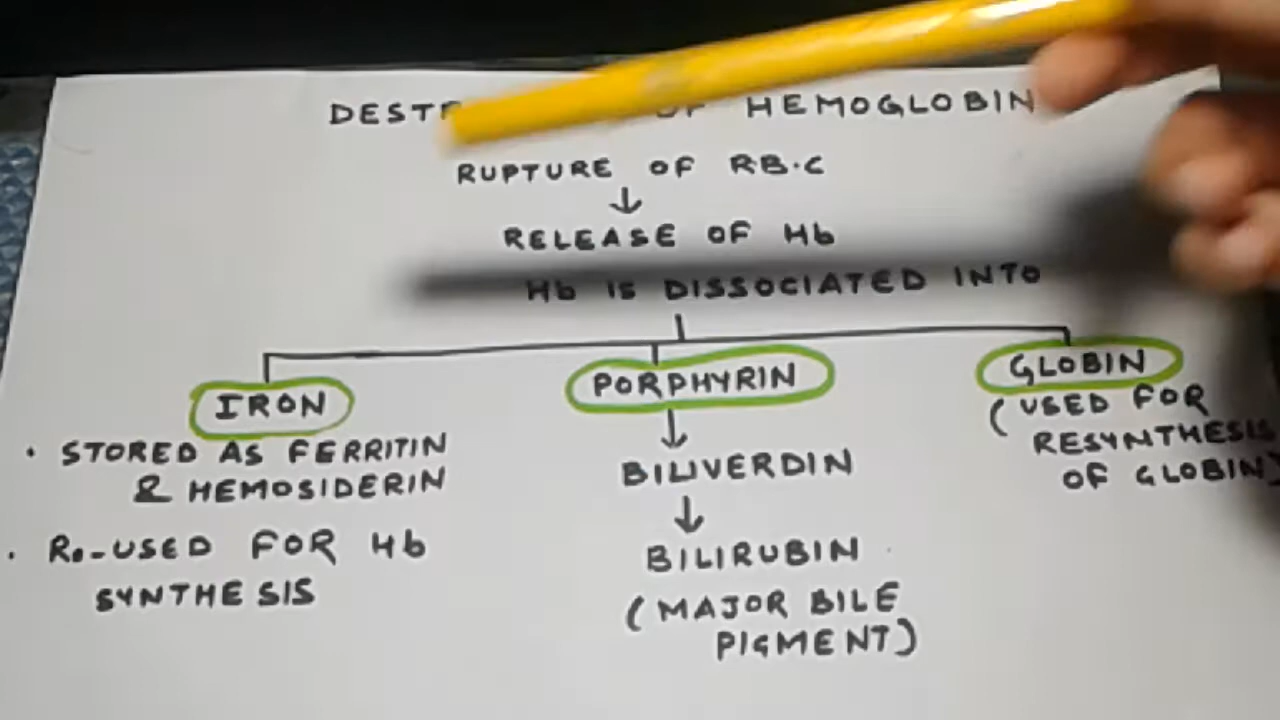 OF HEMOGLOBIN
RUPTURE OF RB.C
↓
RELEASE OF Hb
Hb IS DISSOCIATED INTO
IRON PORPHYRIN GLOBIN
• STORED AS FERRITIN
& HEMOSIDERIN
• Re-USED FOR Hb
SYNTHESIS
↓
BILIVERDIN
↓
BILIRUBIN
(MAJOR BILE
PIGMENT)
(USED FOR
RESYNTHESIS
OF GLOBIN)